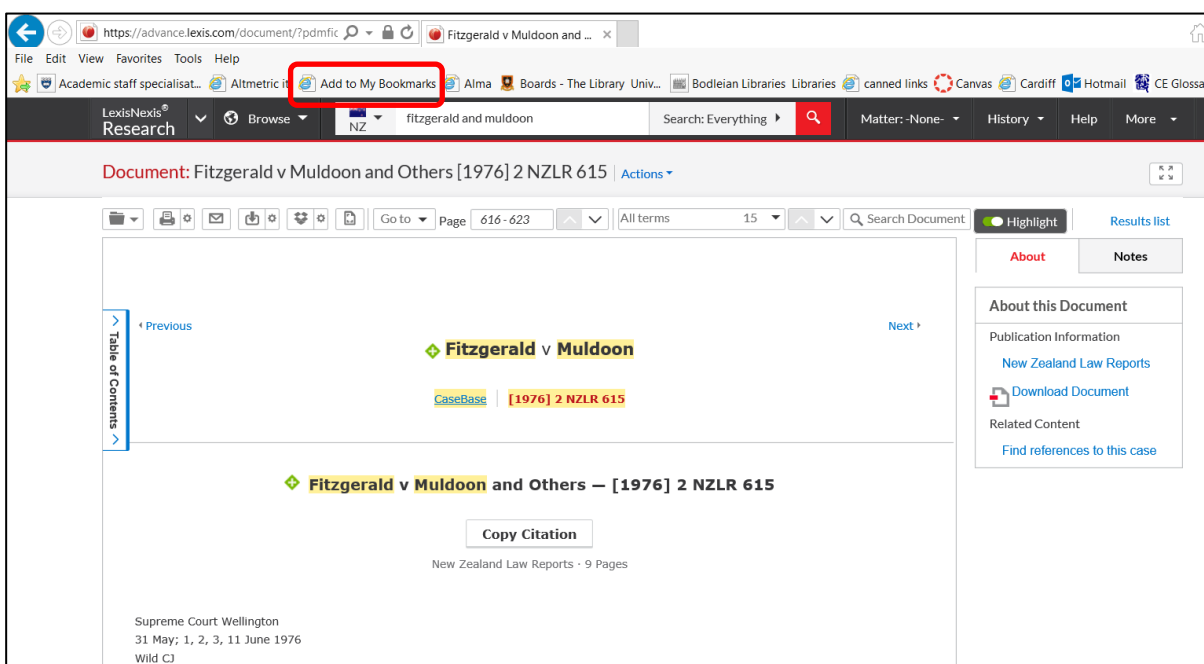 https://advance.lexis.com/document/?pdmfic
Fitzgerald v Muldoon and ...
File Edit View Favorites Tools Help
Academic staff specialisat... Altmetric it Add to My Bookmarks Alma Boards - The Library Univ... Bodleian Libraries Libraries canned links Canvas Cardiff Hotmail CE Glossa
LexisNexis®
Research
Browse
NZ
fitzgerald and muldoon
Search: Everything
Matter: -None-
History
Help
More
Document: Fitzgerald v Muldoon and Others [1976] 2 NZLR 615 Actions
Go to Page 616-623 All terms 15 Search Document Highlight Results list
About Notes
Table of Contents
Previous Next
Fitzgerald v Muldoon
CaseBase [1976] 2 NZLR 615
Fitzgerald v Muldoon and Others — [1976] 2 NZLR 615
Copy Citation
New Zealand Law Reports · 9 Pages
Supreme Court Wellington
31 May; 1, 2, 3, 11 June 1976
Wild CJ
About this Document
Publication Information
New Zealand Law Reports
Download Document
Related Content
Find references to this case